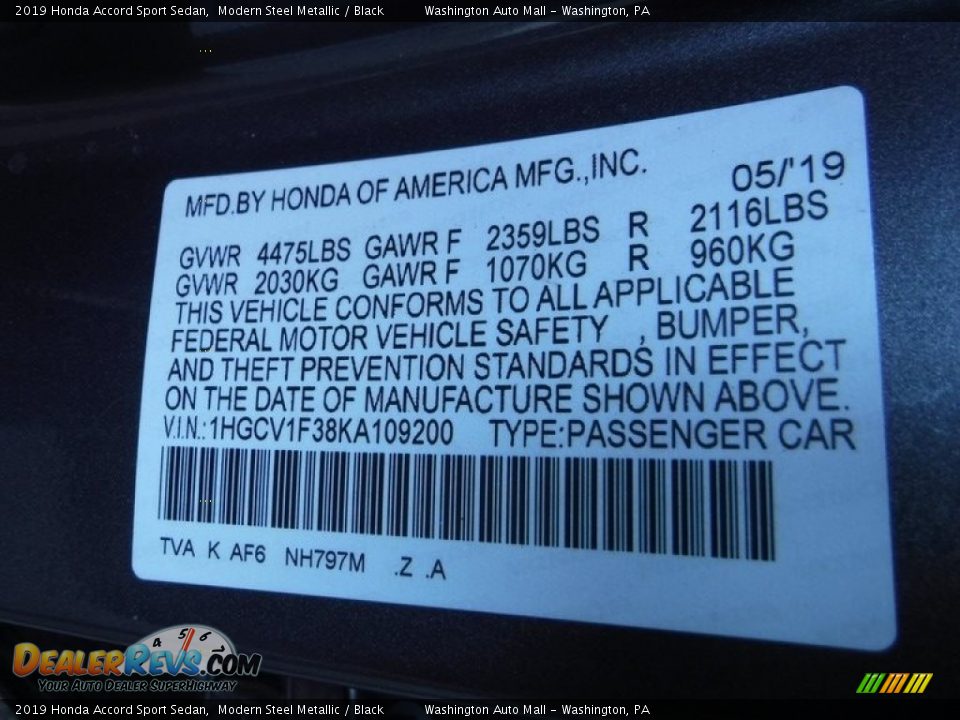 2019 Honda Accord Sport Sedan, Modern Steel Metallic / Black Washington Auto Mall - Washington, PA
MFD.BY HONDA OF AMERICA MFG.,INC. 05/'19
GVWR 4475LBS GAWR F 2359LBS R 2116LBS
GVWR 2030KG GAWR F 1070KG R 960KG
THIS VEHICLE CONFORMS TO ALL APPLICABLE
FEDERAL MOTOR VEHICLE SAFETY , BUMPER,
AND THEFT PREVENTION STANDARDS IN EFFECT
ON THE DATE OF MANUFACTURE SHOWN ABOVE.
V.I.N.: 1HGCV1F38KA109200 TYPE:PASSENGER CAR
TVA K AF6 NH797M .Z .A
4 5 6
DEALERREVS.COM
YOUR AUTO DEALER SUPERHIGHWAY
2019 Honda Accord Sport Sedan, Modern Steel Metallic / Black Washington Auto Mall - Washington, PA